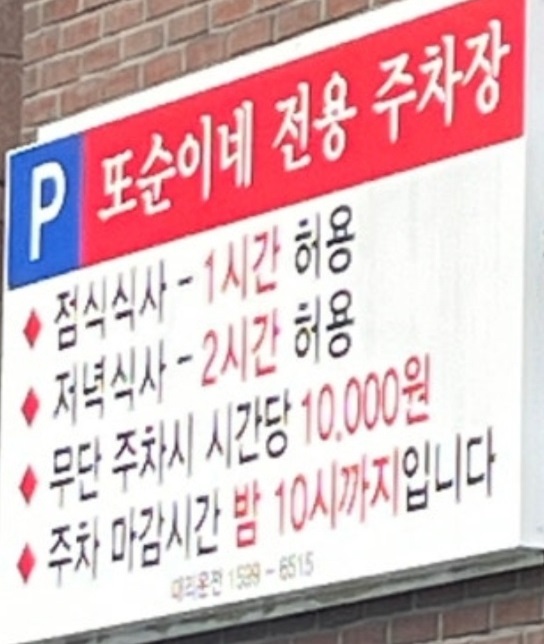 P 또순이네 전용 주차장
♦ 점심식사 - 1시간 허용
♦ 저녁식사 - 2시간 허용
♦ 무단 주차시 시간당 10,000원
♦ 주차 마감시간 밤 10시까지입니다
대리운전 1599 - 6515